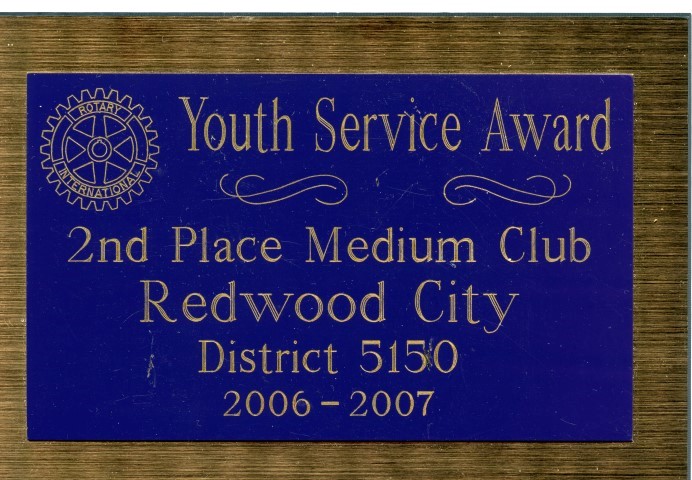 ROTARY
INTERNATIONAL
Youth Service Award
2nd Place Medium Club
Redwood City
District 5150
2006 – 2007